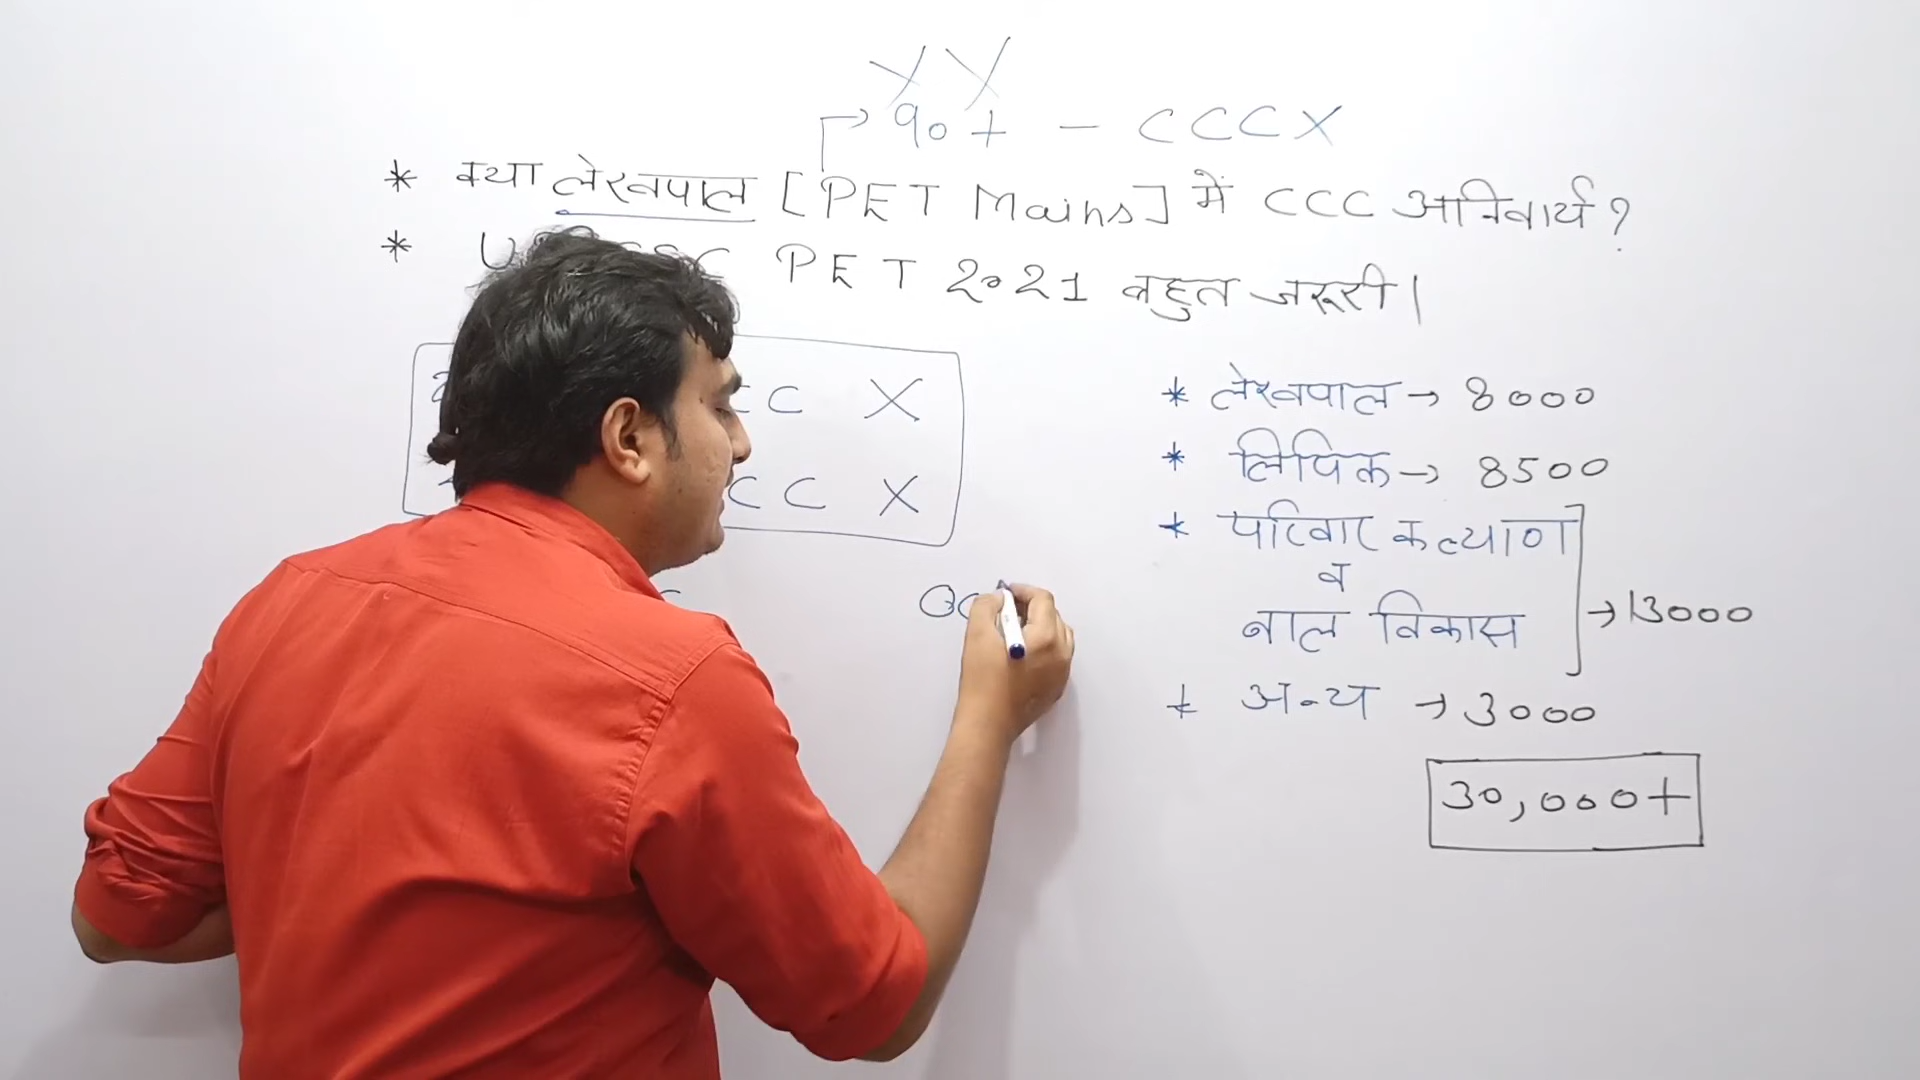 90+ - CCC X
* क्या लेखपाल [PET Mains] में CCC अनिवार्य ?
* PET 2021 बहुत जरूरी।
CC X
CC X
* लेखपाल → 8000
* लिपिक → 8500
* परिवार कल्याण
व
बाल विकास
→ 13000
* अन्य → 3000
30,000+